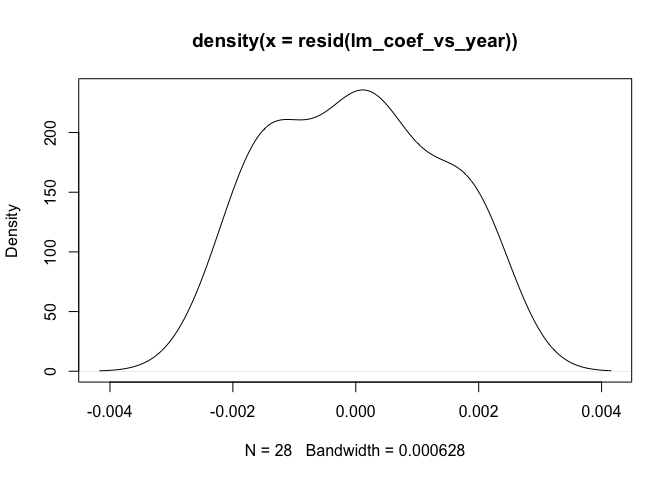 density(x = resid(lm_coef_vs_year))
Density
200
150
100
50
0
-0.004 -0.002 0.000 0.002 0.004
N = 28 Bandwidth = 0.000628